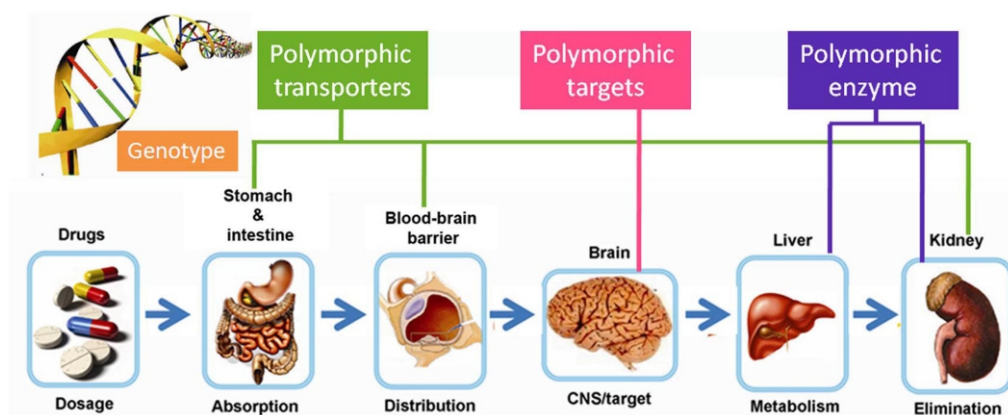 Polymorphic
transporters
Polymorphic
targets
Polymorphic
enzyme
Genotype
Stomach
&
intestine
Blood-brain
barrier
Drugs
Brain
Liver
Kidney
Dosage
Absorption
Distribution
CNS/target
Metabolism
Elimination